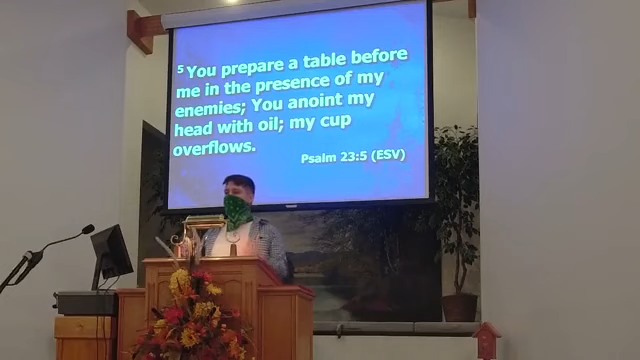 5 You prepare a table before
me in the presence of my
enemies; You anoint my
head with oil; my cup
overflows.
Psalm 23:5 (ESV)